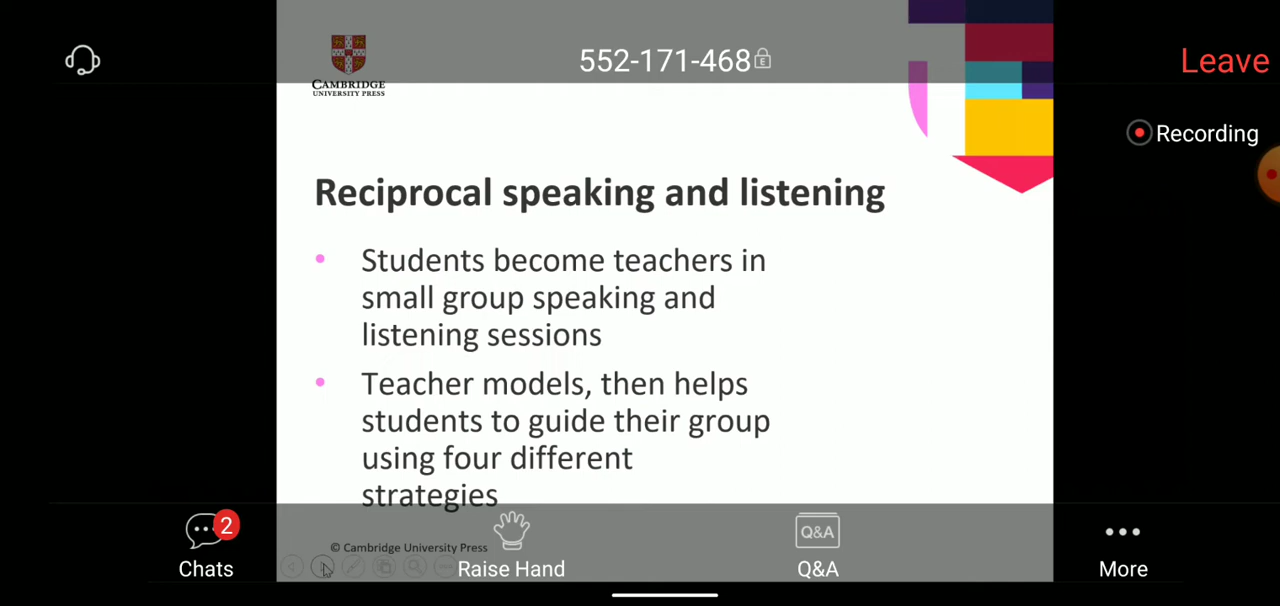 552-171-468
Leave
CAMBRIDGE
UNIVERSITY PRESS
Recording
Reciprocal speaking and listening
• Students become teachers in
small group speaking and
listening sessions
• Teacher models, then helps
students to guide their group
using four different
strategies
2
Q&A
© Cambridge University Press
Chats
Raise Hand
Q&A
More